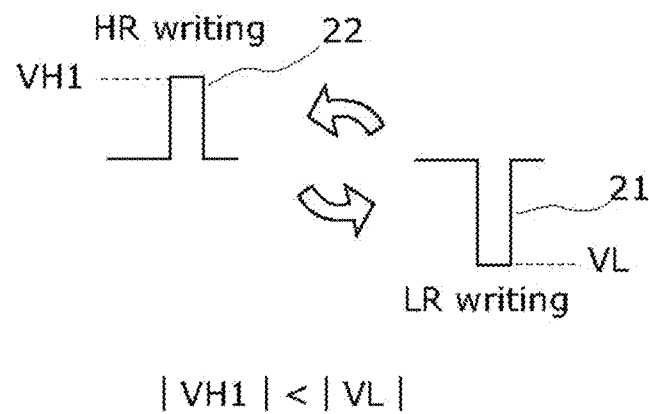 HR writing
22
VH1
21
VL
LR writing
| VH1 | < | VL |